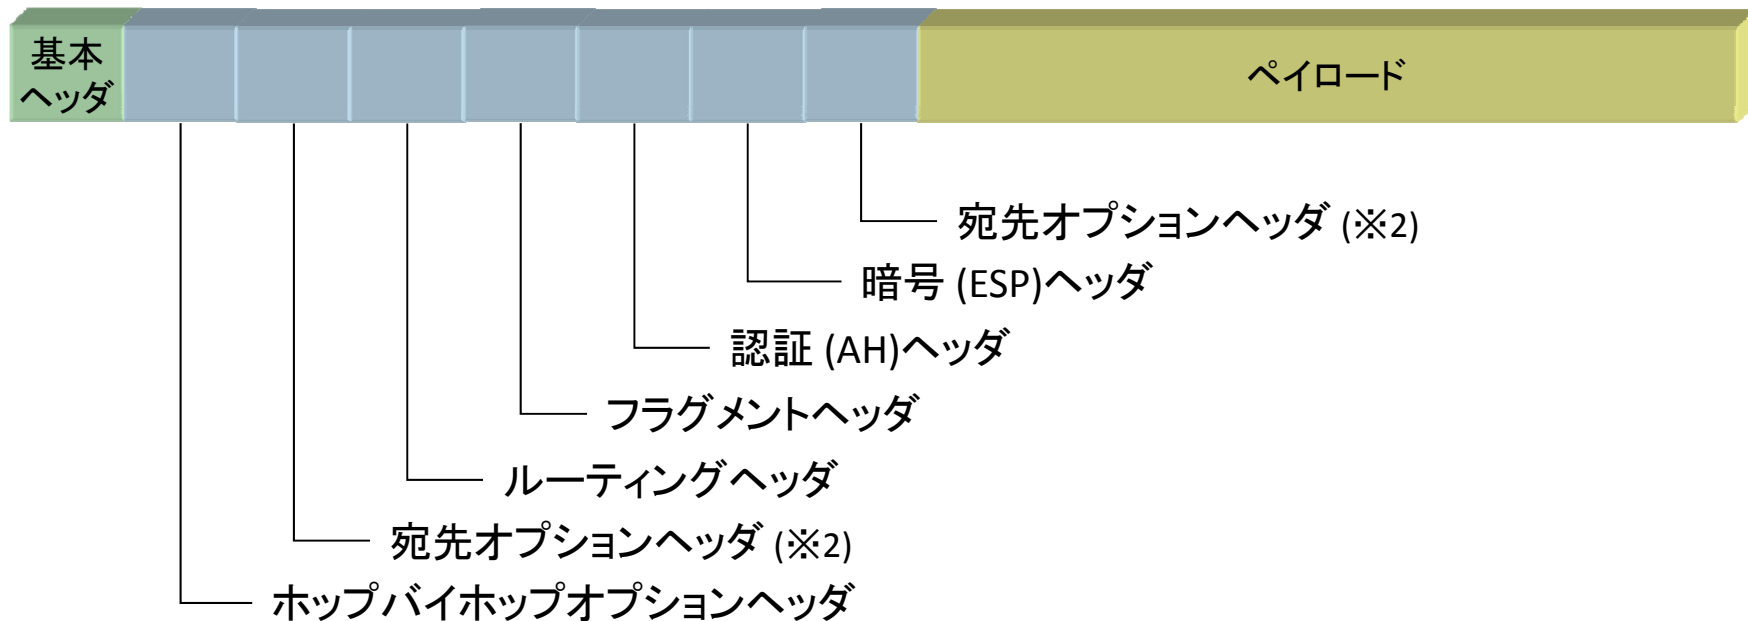 基本
ヘッダ
ペイロード
宛先オプションヘッダ (※2)
暗号 (ESP)ヘッダ
認証 (AH)ヘッダ
フラグメントヘッダ
ルーティングヘッダ
宛先オプションヘッダ (※2)
ホップバイホップオプションヘッダ